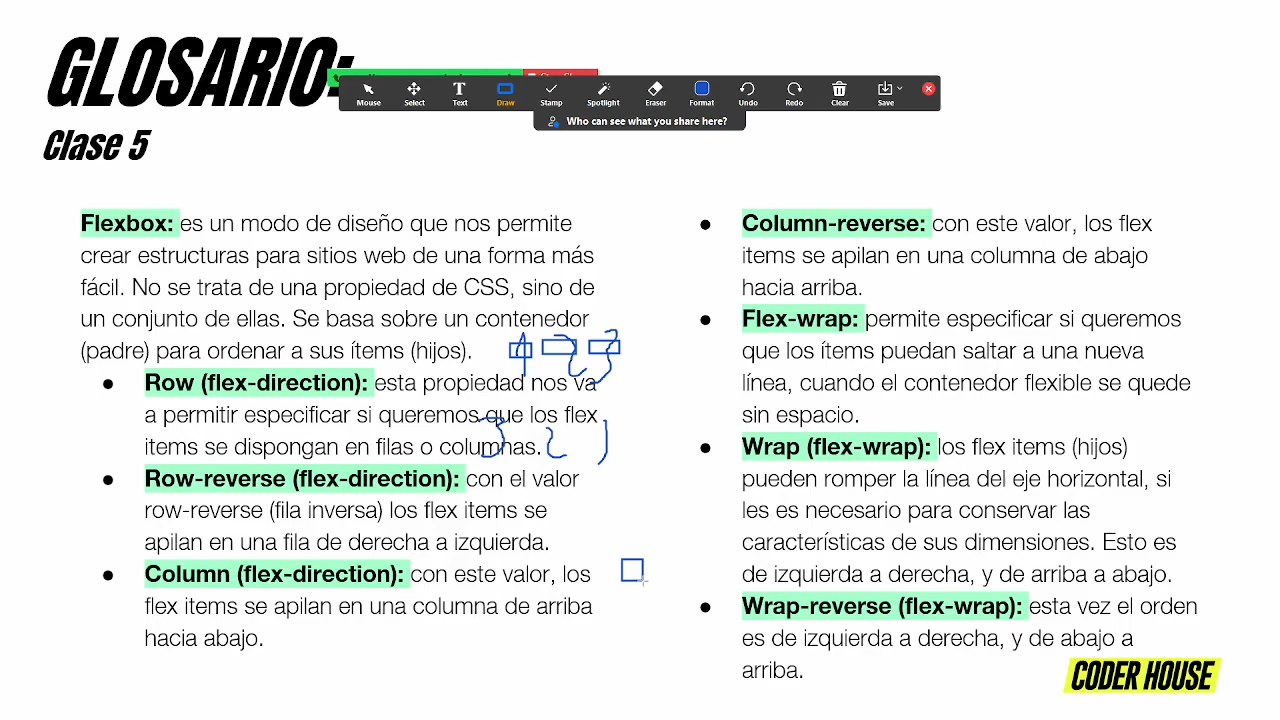 GLOSARIO:
Clase 5
Mouse Select Text Draw Stamp Spotlight Eraser Format Undo Redo Clear Save
Who can see what you share here?
Flexbox: es un modo de diseño que nos permite
crear estructuras para sitios web de una forma más
fácil. No se trata de una propiedad de CSS, sino de
un conjunto de ellas. Se basa sobre un contenedor
(padre) para ordenar a sus ítems (hijos).
1 2 3
● Row (flex-direction): esta propiedad nos va
a permitir especificar si queremos que los flex
items se dispongan en filas o columnas.
3 2 1
● Row-reverse (flex-direction): con el valor
row-reverse (fila inversa) los flex items se
apilan en una fila de derecha a izquierda.
● Column (flex-direction): con este valor, los
flex items se apilan en una columna de arriba
hacia abajo.
● Column-reverse: con este valor, los flex
items se apilan en una columna de abajo
hacia arriba.
● Flex-wrap: permite especificar si queremos
que los ítems puedan saltar a una nueva
línea, cuando el contenedor flexible se quede
sin espacio.
● Wrap (flex-wrap): los flex items (hijos)
pueden romper la línea del eje horizontal, si
les es necesario para conservar las
características de sus dimensiones. Esto es
de izquierda a derecha, y de arriba a abajo.
● Wrap-reverse (flex-wrap): esta vez el orden
es de izquierda a derecha, y de abajo a
arriba.
CODER HOUSE